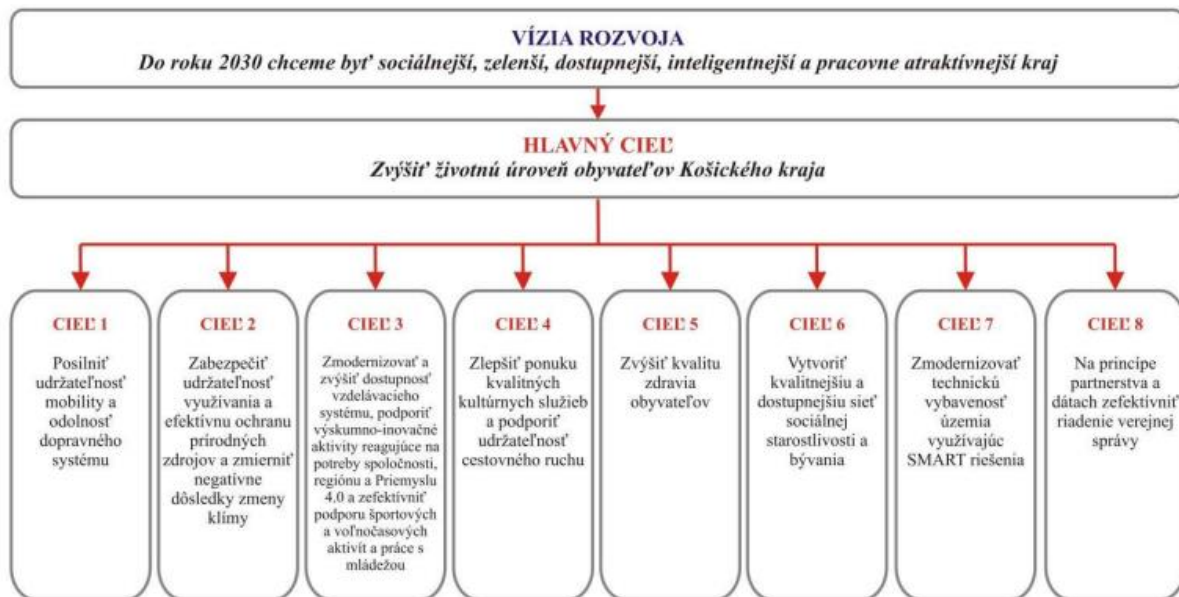 VÍZIA ROZVOJA
Do roku 2030 chceme byť sociálnejší, zelenší, dostupnejší, inteligentnejší a pracovne atraktívnejší kraj
HLAVNÝ CIEĽ
Zvýšiť životnú úroveň obyvateľov Košického kraja
CIEĽ 1
Posilniť
udržateľnosť
mobility a
odolnosť
dopravného
systému
CIEĽ 2
Zabezpečiť
udržateľnosť
využívania a
efektívnu ochranu
prírodných
zdrojov a zmierniť
negatívne
dôsledky zmeny
klímy
CIEĽ 3
Zmodernizovať a
zvýšiť dostupnosť
vzdelávacieho
systému, podporiť
výskumno-inovačné
aktivity reagujúce na
potreby spoločnosti,
regiónu a Priemyslu
4.0 a zefektívniť
podporu športových
a voľnočasových
aktivít a práce s
mládežou
CIEĽ 4
Zlepšiť ponuku
kvalitných
kultúrnych služieb
a podporiť
udržateľnosť
cestovného ruchu
CIEĽ 5
Zvýšiť kvalitu
zdravia
obyvateľov
CIEĽ 6
Vytvoriť
kvalitnejšiu a
dostupnejšiu sieť
sociálnej
starostlivosti a
bývania
CIEĽ 7
Zmodernizovať
technickú
vybavenosť
územia
využívajúc
SMART riešenia
CIEĽ 8
Na princípe
partnerstva a
dátach zefektívniť
riadenie verejnej
správy